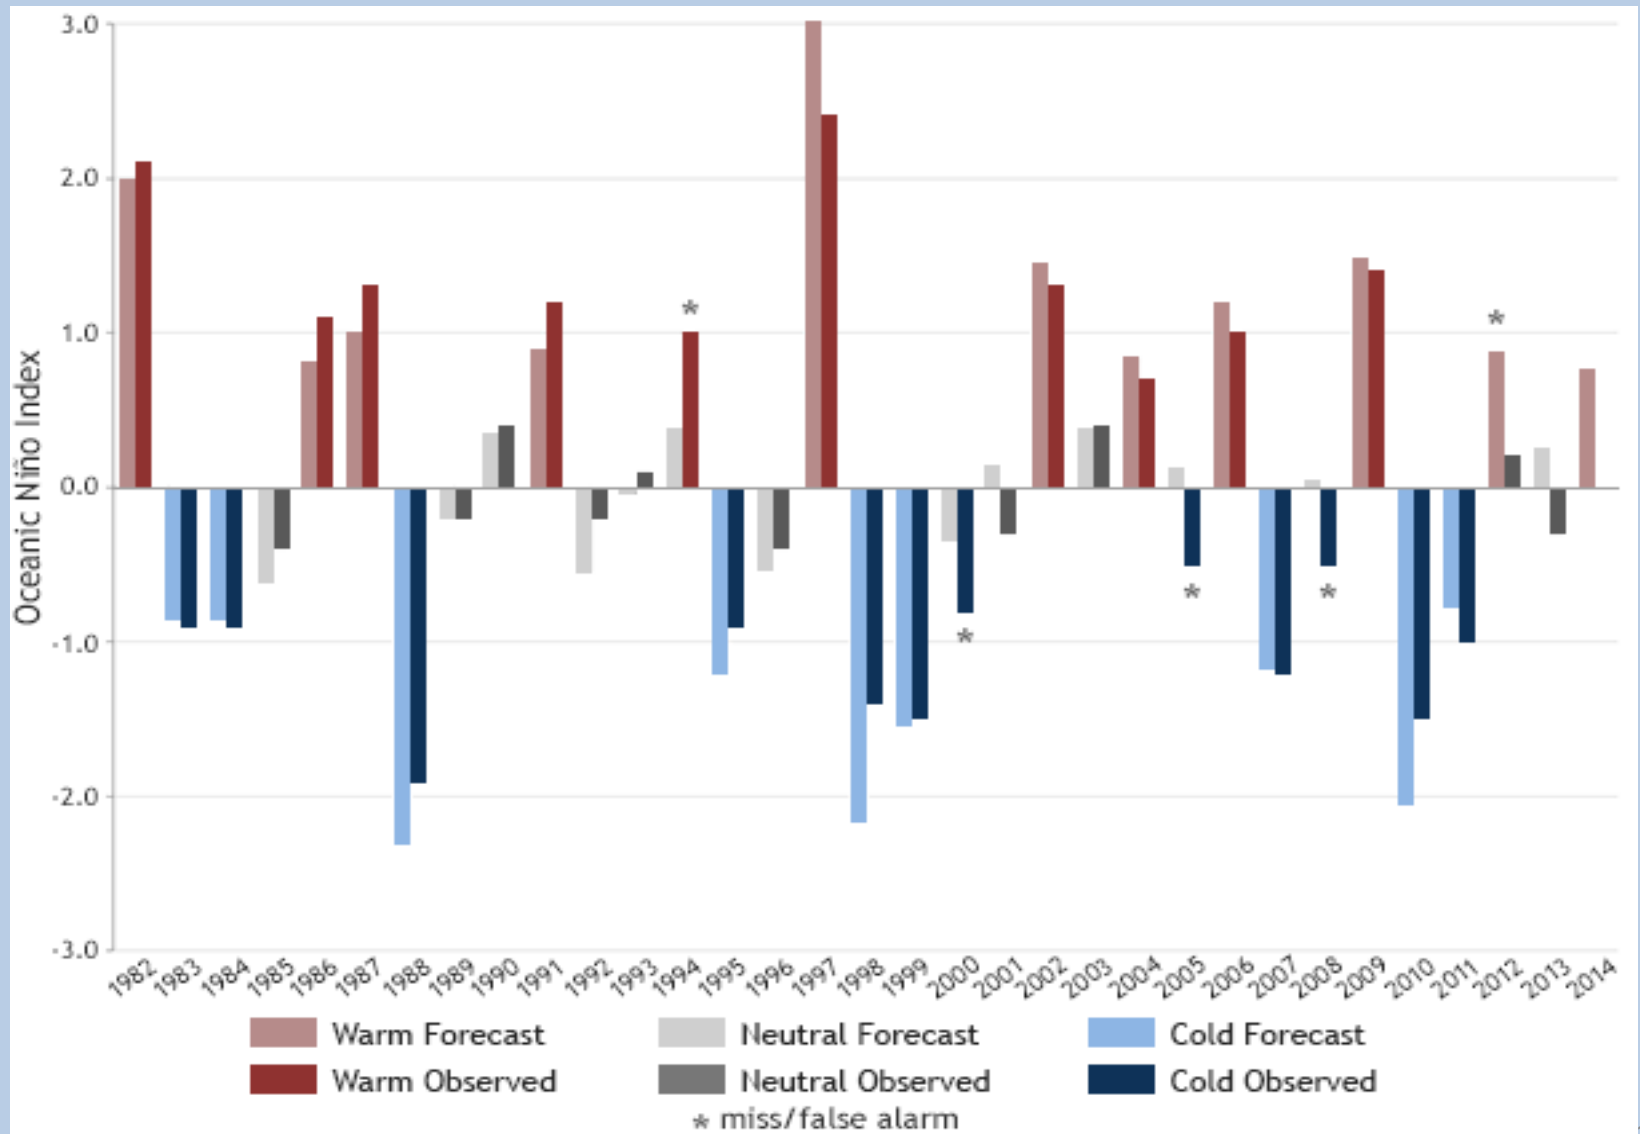 3.0
2.0
1.0
0.0
-1.0
-2.0
-3.0
Oceanic Niño Index
*
*
*
*
*
1982 1983 1984 1985 1986 1987 1988 1989 1990 1991 1992 1993 1994 1995 1996 1997 1998 1999 2000 2001 2002 2003 2004 2005 2006 2007 2008 2009 2010 2011 2012 2013 2014
Warm Forecast Neutral Forecast Cold Forecast
Warm Observed Neutral Observed Cold Observed
* miss/false alarm